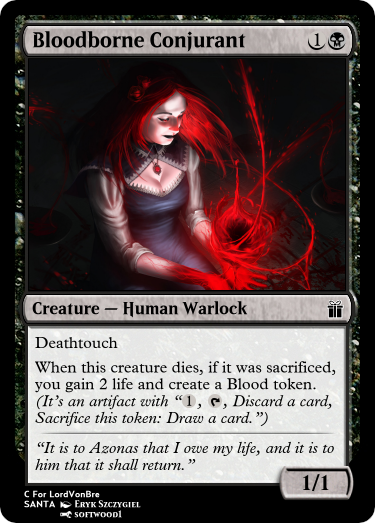 Bloodborne Conjurant 1
Creature — Human Warlock
Deathtouch
When this creature dies, if it was sacrificed,
you gain 2 life and create a Blood token.
(It's an artifact with “1, , Discard a card,
Sacrifice this token: Draw a card.”)
“It is to Azonas that I owe my life, and it is to
him that it shall return.”
1/1
C For LordVonBre
SANTA Eryk Szczygieł
softwood1